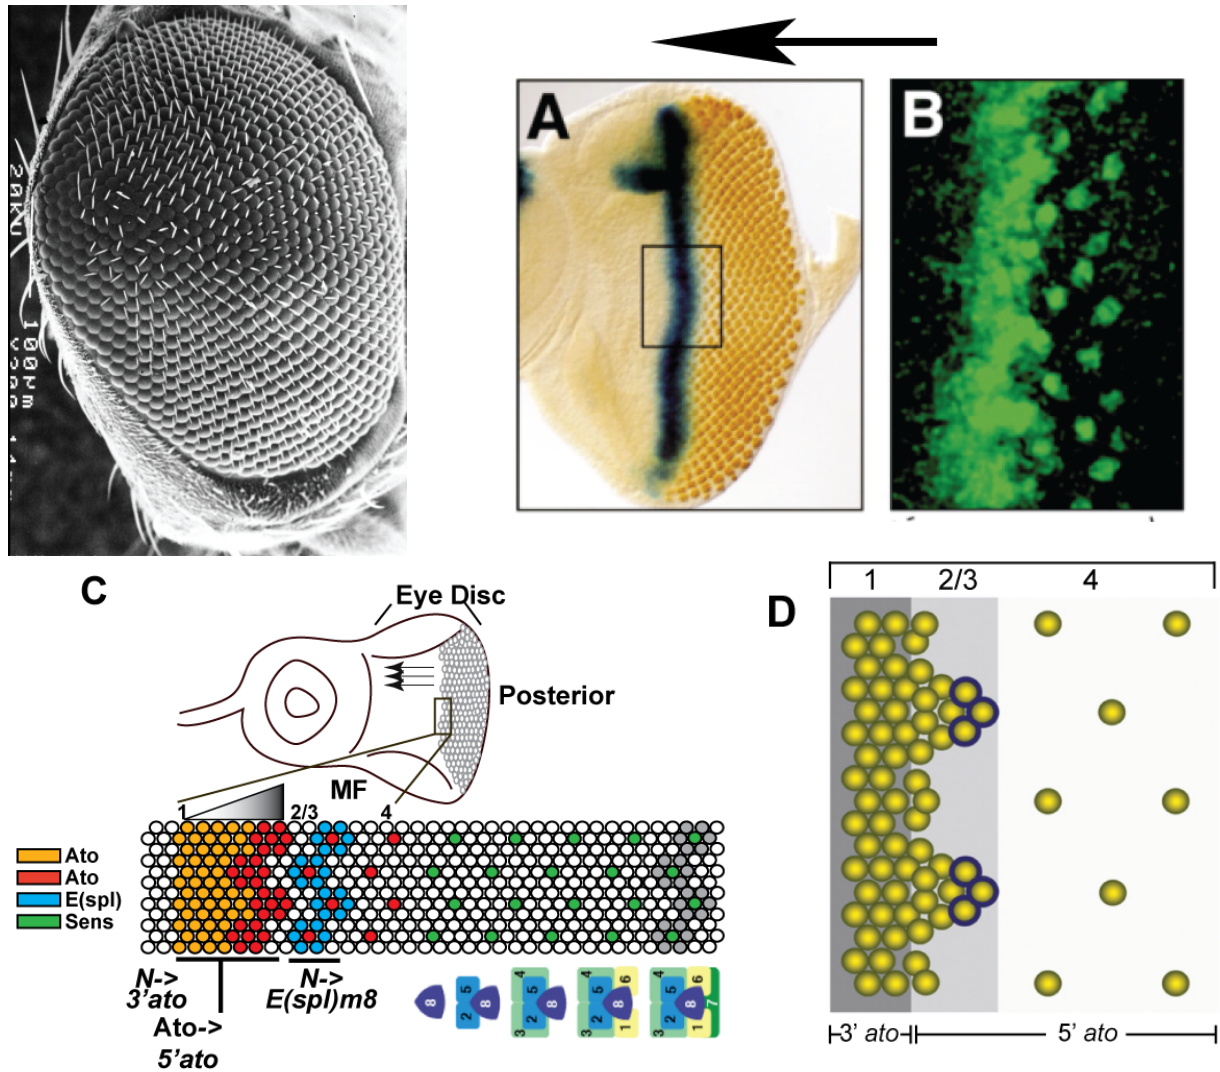 20KU 100µm
A
B
C
Eye Disc
Posterior
MF
1 2/3 4
Ato
Ato
E(spl)
Sens
N->
3'ato
Ato->
5'ato
N->
E(spl)m8
8
2 5 8
3 4 2 5 8
3 4 2 5 8 1 6
3 4 2 5 8 1 6 7
D
1 2/3 4
3' ato
5' ato